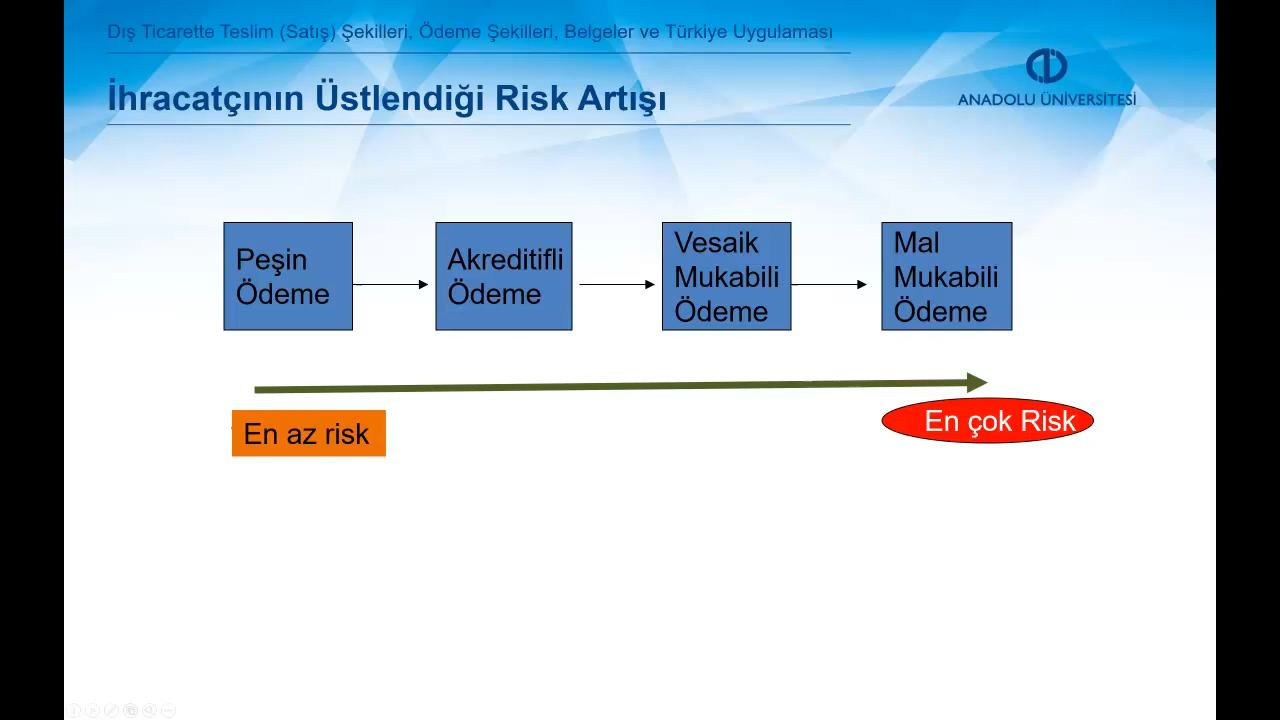 Dış Ticarette Teslim (Satış) Şekilleri, Ödeme Şekilleri, Belgeler ve Türkiye Uygulaması
İhracatçının Üstlendiği Risk Artışı
ANADOLU ÜNİVERSİTESİ
Peşin
Ödeme
Akreditifli
Ödeme
Vesaik
Mukabili
Ödeme
Mal
Mukabili
Ödeme
En az risk
En çok Risk